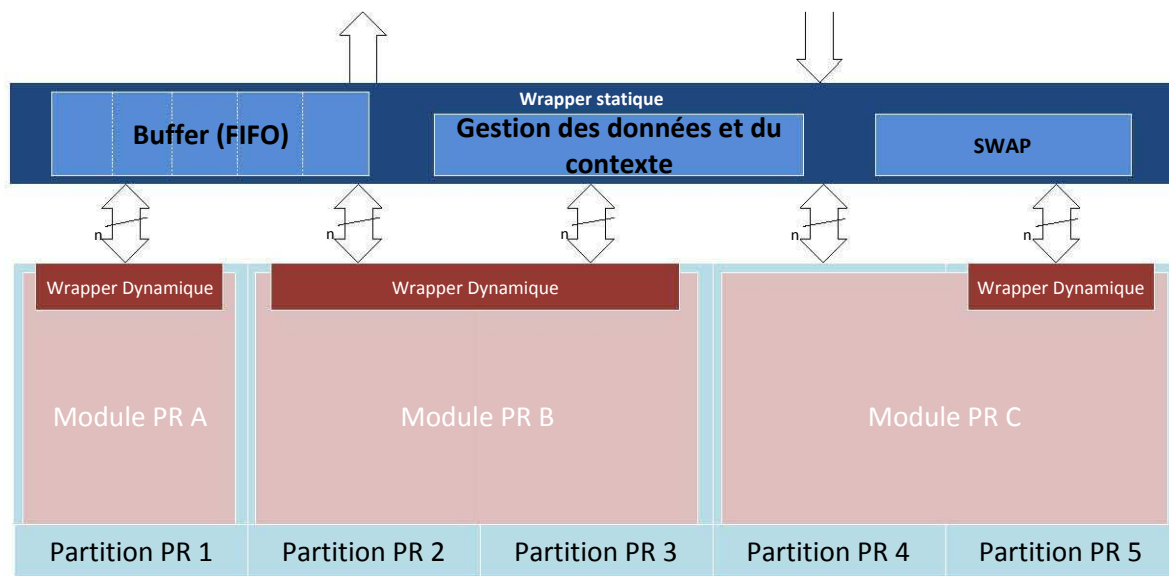 Wrapper statique
Buffer (FIFO)
Gestion des données et du
contexte
SWAP
n
n
n
n
n
Wrapper Dynamique
Wrapper Dynamique
Wrapper Dynamique
Module PR A
Module PR B
Module PR C
Partition PR 1
Partition PR 2
Partition PR 3
Partition PR 4
Partition PR 5